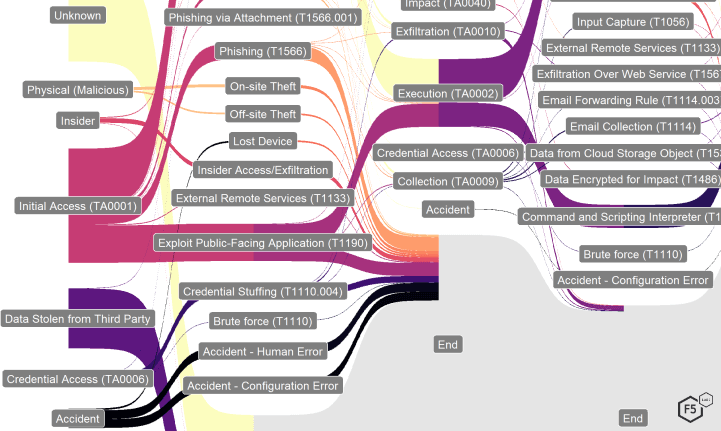 Impact (TA0040)
Unknown
Phishing via Attachment (T1566.001)
Input Capture (T1056)
Exfiltration (TA0010)
Phishing (T1566)
External Remote Services (T1133)
Exfiltration Over Web Service (T156
Physical (Malicious)
On-site Theft
Execution (TA0002)
Email Forwarding Rule (T1114.003
Insider
Off-site Theft
Email Collection (T1114)
Lost Device
Credential Access (TA0006)
Data from Cloud Storage Object (T153
Insider Access/Exfiltration
Collection (TA0009)
Data Encrypted for Impact (T1486)
Initial Access (TA0001)
External Remote Services (T1133)
Accident
Command and Scripting Interpreter (T1
Exploit Public-Facing Application (T1190)
Brute force (T1110)
Accident - Configuration Error
Credential Stuffing (T1110.004)
Data Stolen from Third Party
Brute force (T1110)
End
Accident - Human Error
Credential Access (TA0006)
Accident - Configuration Error
Accident
End
F5